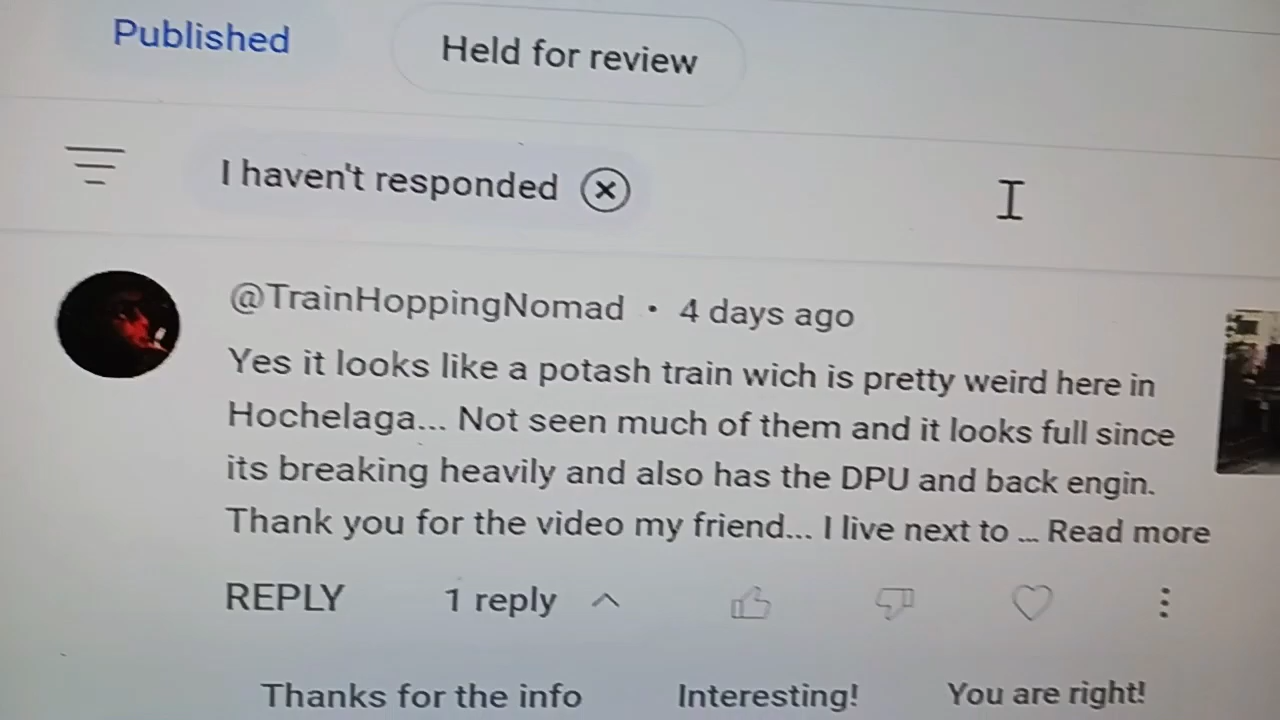 Published
Held for review
I haven't responded
@TrainHoppingNomad • 4 days ago
Yes it looks like a potash train wich is pretty weird here in
Hochelaga... Not seen much of them and it looks full since
its breaking heavily and also has the DPU and back engin.
Thank you for the video my friend... I live next to ... Read more
REPLY 1 reply
Thanks for the info Interesting! You are right!